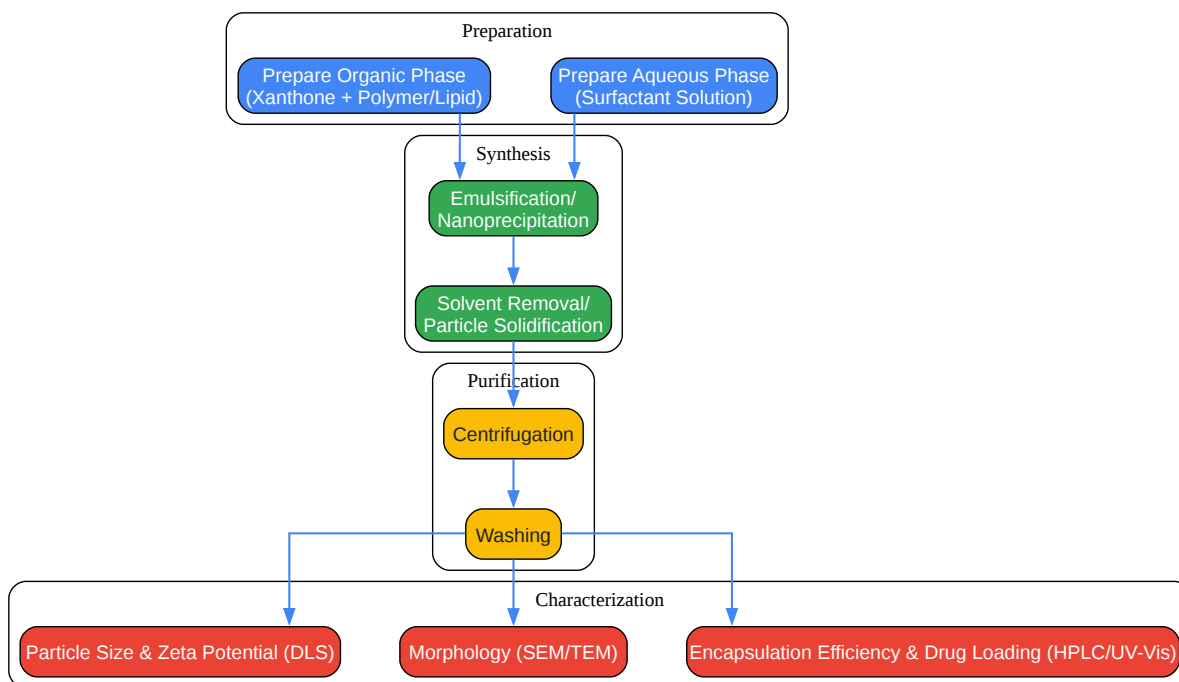 Preparation
Prepare Organic Phase
(Xanthone + Polymer/Lipid)
Prepare Aqueous Phase
(Surfactant Solution)
Synthesis
Emulsification/
Nanoprecipitation
Solvent Removal/
Particle Solidification
Purification
Centrifugation
Washing
Characterization
Particle Size & Zeta Potential (DLS)
Morphology (SEM/TEM)
Encapsulation Efficiency & Drug Loading (HPLC/UV-Vis)